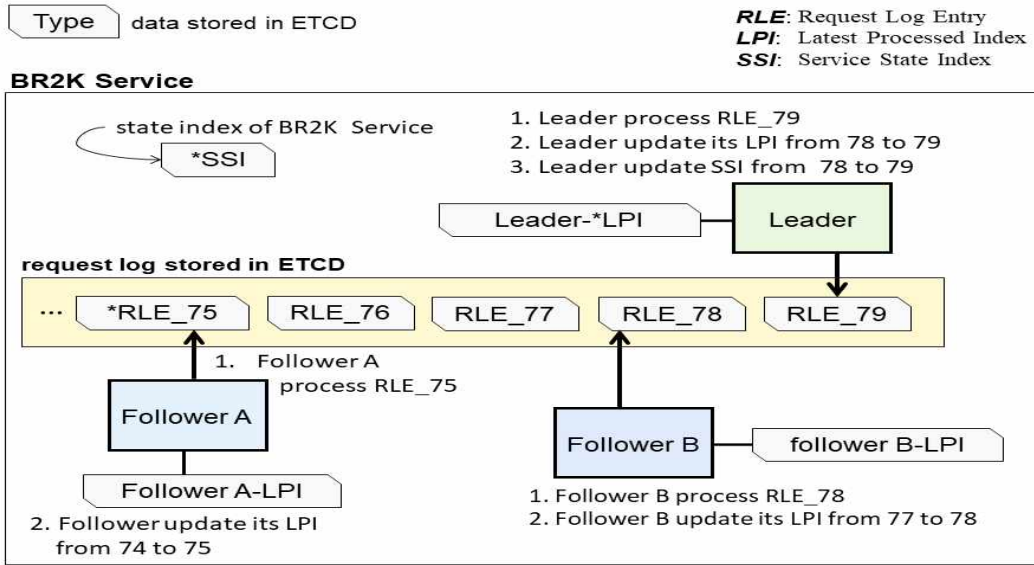 Type data stored in ETCD
RLE: Request Log Entry
LPI: Latest Processed Index
SSI: Service State Index
BR2K Service
state index of BR2K Service
*SSI
1. Leader process RLE_79
2. Leader update its LPI from 78 to 79
3. Leader update SSI from 78 to 79
Leader-*LPI
Leader
request log stored in ETCD
... *RLE_75 RLE_76 RLE_77 RLE_78 RLE_79
1. Follower A
process RLE_75
Follower A
Follower A-LPI
2. Follower update its LPI
from 74 to 75
Follower B
follower B-LPI
1. Follower B process RLE_78
2. Follower B update its LPI from 77 to 78